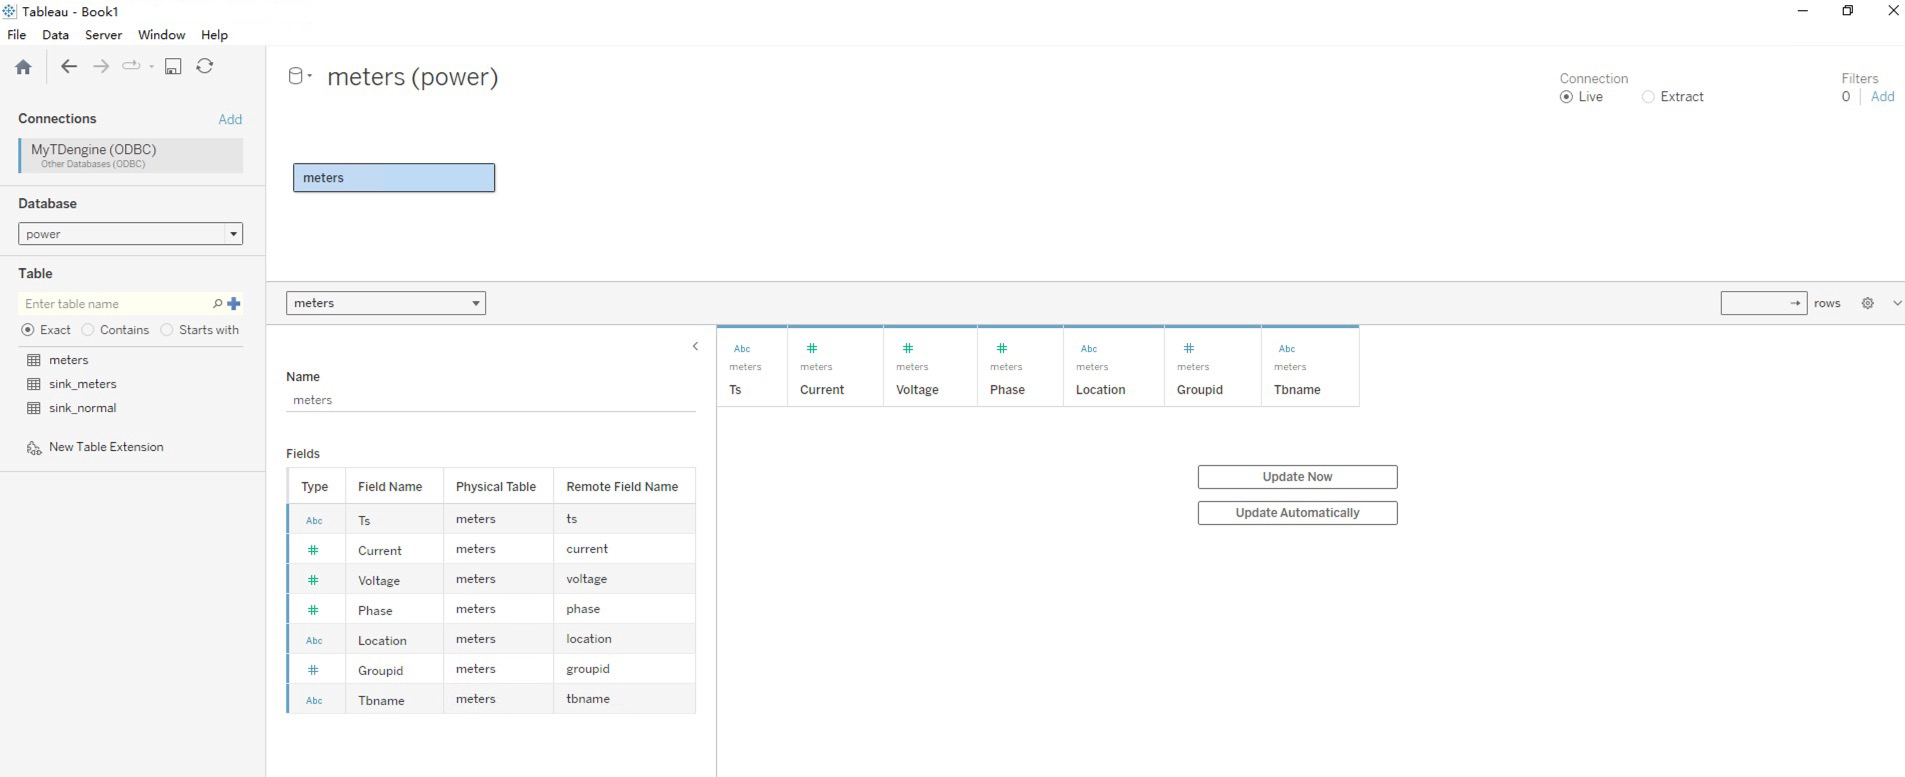 Tableau - Book1
File Data Server Window Help
Connections Add
MyTDengine (ODBC)
Other Databases (ODBC)
Database
power
Table
Enter table name
Exact Contains Starts with
meters
sink_meters
sink_normal
New Table Extension
meters (power)
Connection
Live Extract
Filters
0 Add
meters
meters
rows
Name
meters
Fields
Type Field Name Physical Table Remote Field Name
Abc Ts meters ts
# Current meters current
# Voltage meters voltage
# Phase meters phase
Abc Location meters location
# Groupid meters groupid
Abc Tbname meters tbname
Abc # # # Abc # Abc
meters meters meters meters meters meters meters
Ts Current Voltage Phase Location Groupid Tbname
Update Now
Update Automatically